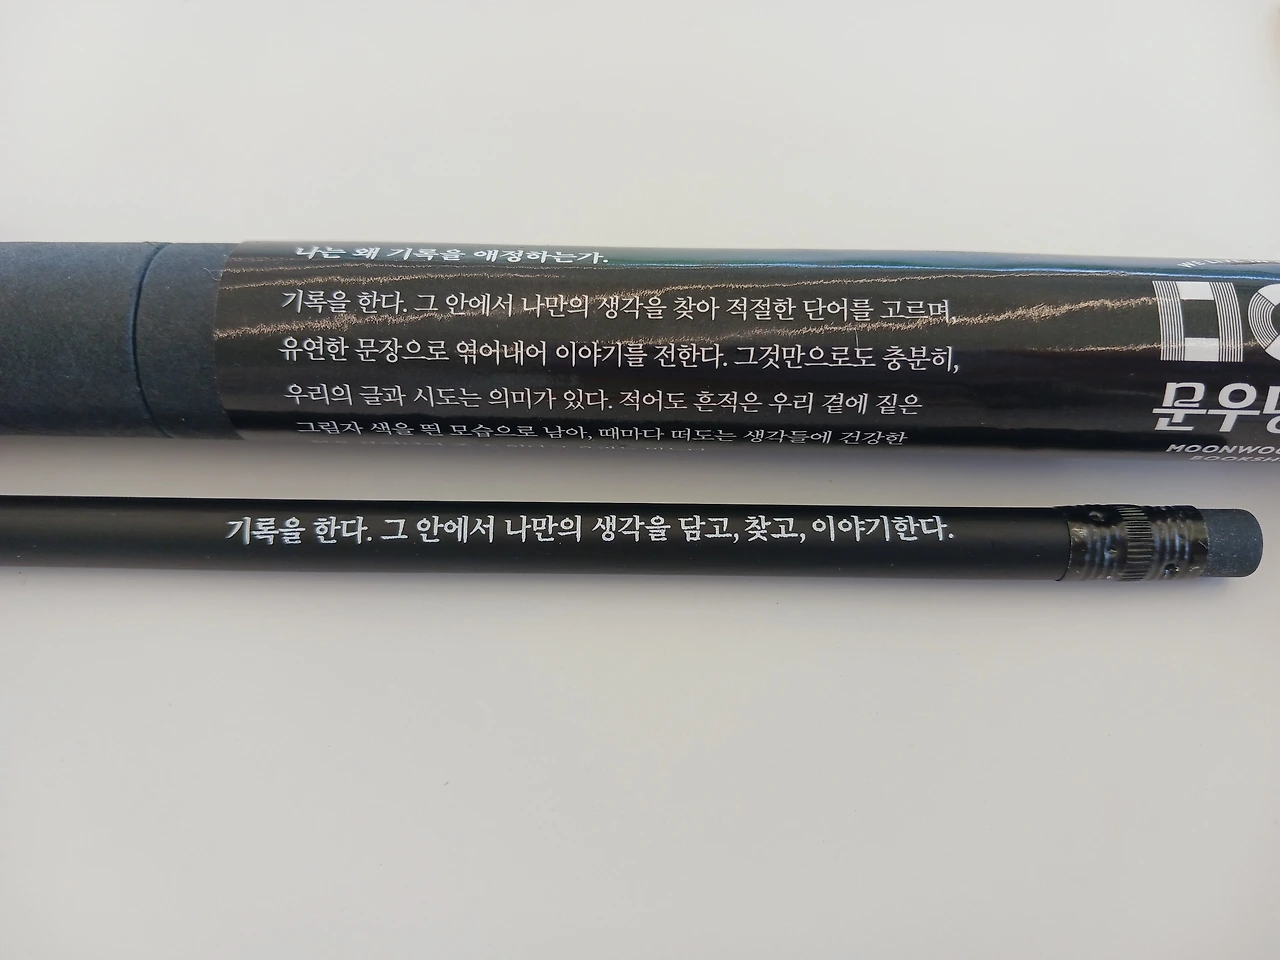 나는 왜 기록을 애정하는가.
기록을 한다. 그 안에서 나만의 생각을 찾아 적절한 단어를 고르며,
유연한 문장으로 엮어내어 이야기를 전한다. 그것만으로도 충분히,
우리의 글과 시도는 의미가 있다. 적어도 흔적은 우리 곁에 짙은
그림자 색을 띤 모습으로 남아, 때마다 떠도는 생각들에 건강한
문우
MOONWOO
BOOKSH
기록을 한다. 그 안에서 나만의 생각을 담고, 찾고, 이야기한다.